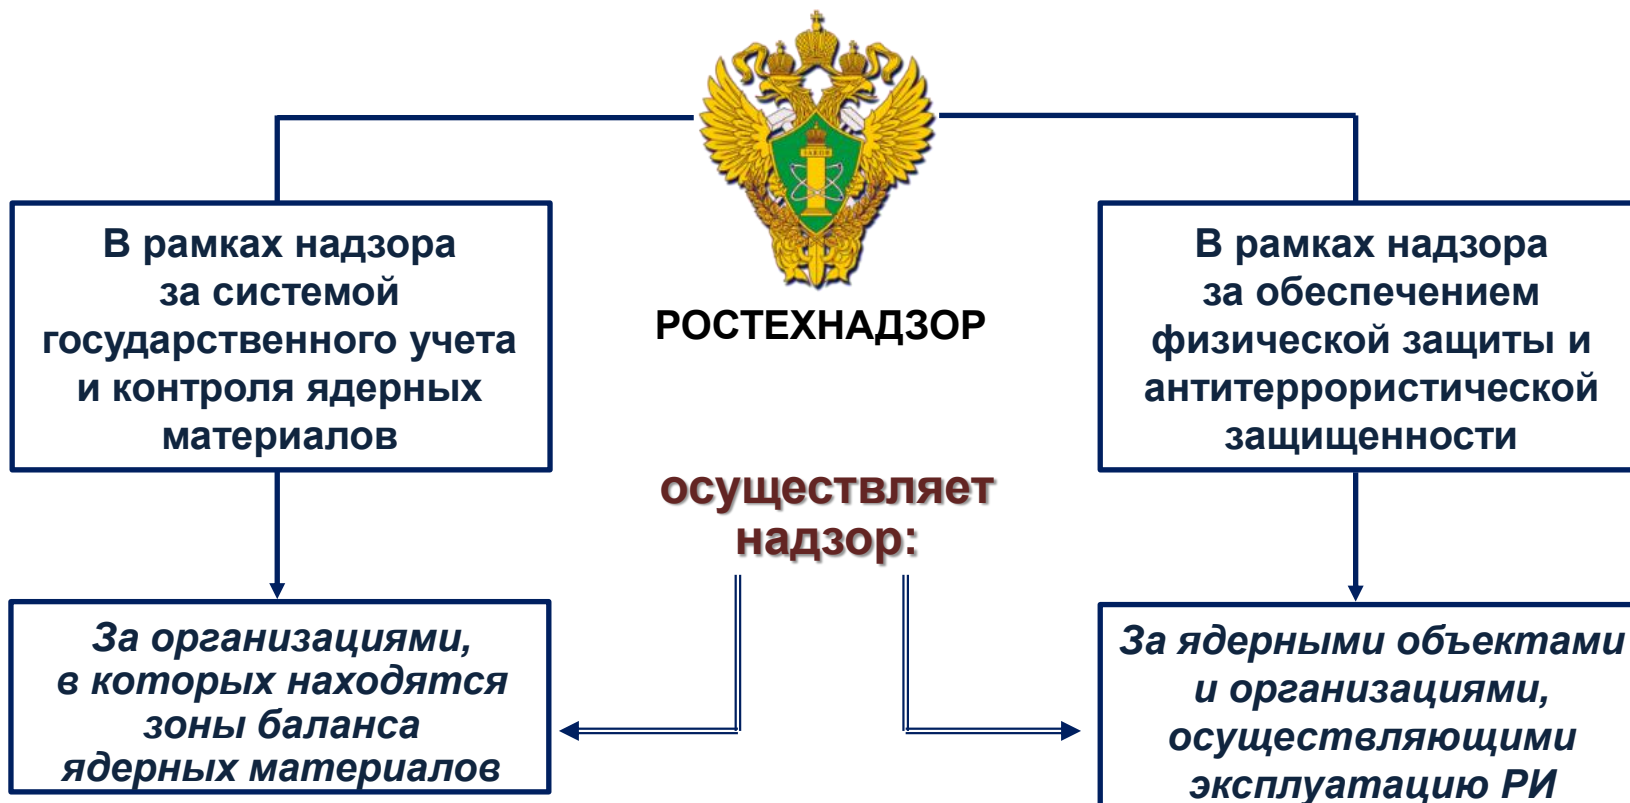 РОСТЕХНАДЗОР
В рамках надзора
за системой
государственного учета
и контроля ядерных
материалов
В рамках надзора
за обеспечением
физической защиты и
антитеррористической
защищенности
осуществляет
надзор:
За организациями,
в которых находятся
зоны баланса
ядерных материалов
За ядерными объектами
и организациями,
осуществляющими
эксплуатацию РИ